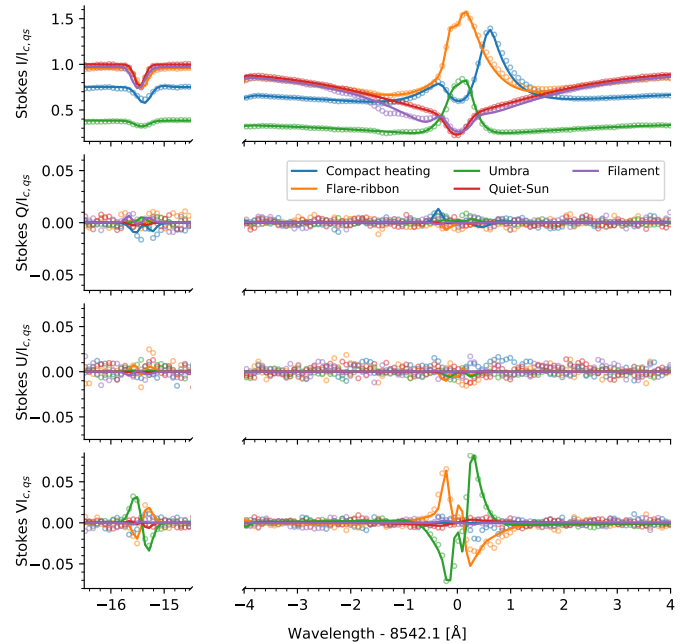 Stokes I/I_{c,qs}
1.5
1.0
0.5
Stokes Q/I_{c,qs}
0.05
0.00
−0.05
Compact heating
Flare-ribbon
Umbra
Quiet-Sun
Filament
Stokes U/I_{c,qs}
0.05
0.00
−0.05
Stokes V/I_{c,qs}
0.05
0.00
−0.05
−16 −15 −4 −3 −2 −1 0 1 2 3 4
Wavelength - 8542.1 [Å]